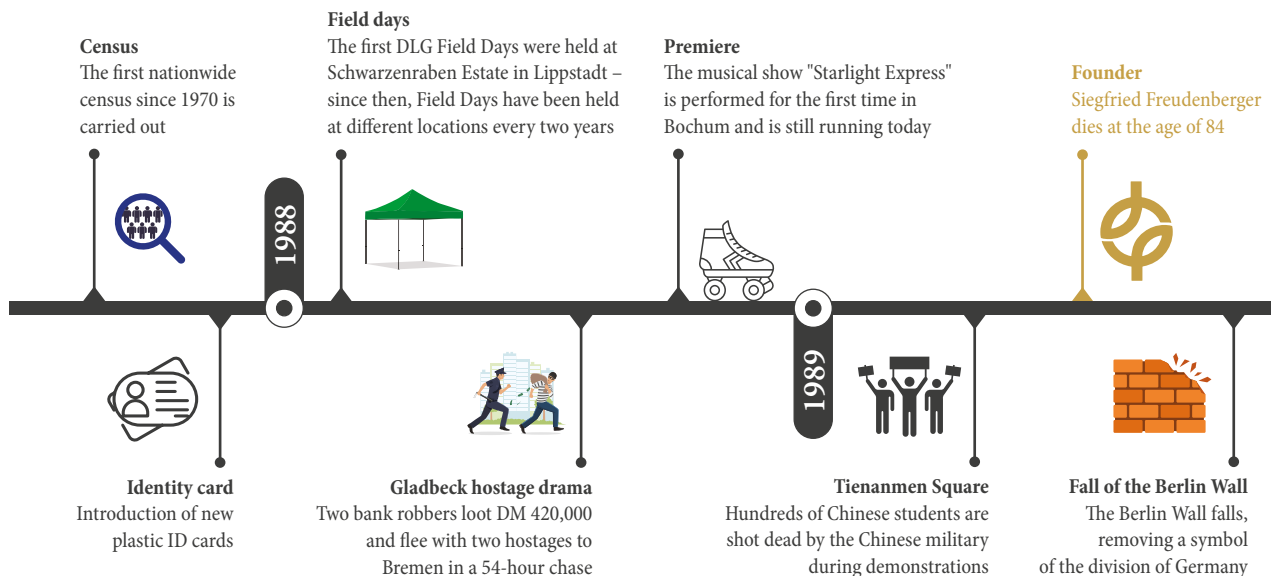 Census
The first nationwide
census since 1970 is
carried out
Identity card
Introduction of new
plastic ID cards
1988
Field days
The first DLG Field Days were held at
Schwarzenraben Estate in Lippstadt –
since then, Field Days have been held
at different locations every two years
Gladbeck hostage drama
Two bank robbers loot DM 420,000
and flee with two hostages to
Bremen in a 54-hour chase
Premiere
The musical show "Starlight Express"
is performed for the first time in
Bochum and is still running today
1989
Tienanmen Square
Hundreds of Chinese students are
shot dead by the Chinese military
during demonstrations
Founder
Siegfried Freudenberger
dies at the age of 84
Fall of the Berlin Wall
The Berlin Wall falls,
removing a symbol
of the division of Germany